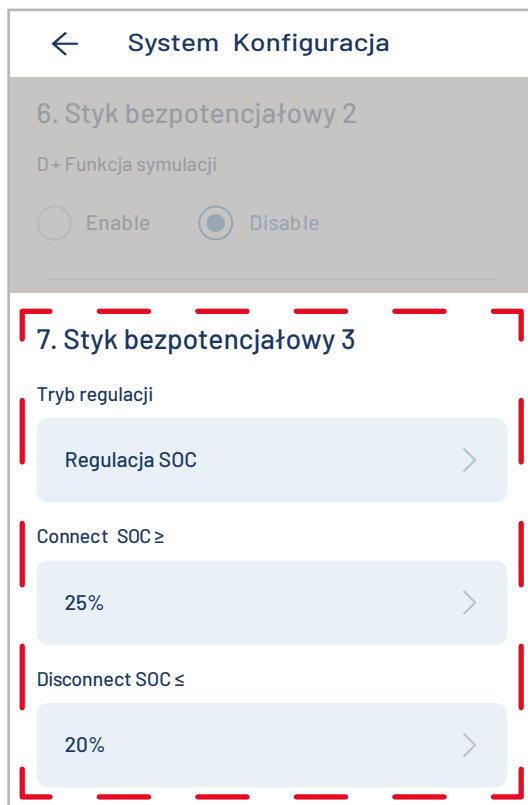 System Konfiguracja
6. Styk bezpotencjałowy 2
D+ Funkcja symulacji
Enable Disable
7. Styk bezpotencjałowy 3
Tryb regulacji
Regulacja SOC
Connect SOC ≥
25%
Disconnect SOC ≤
20%